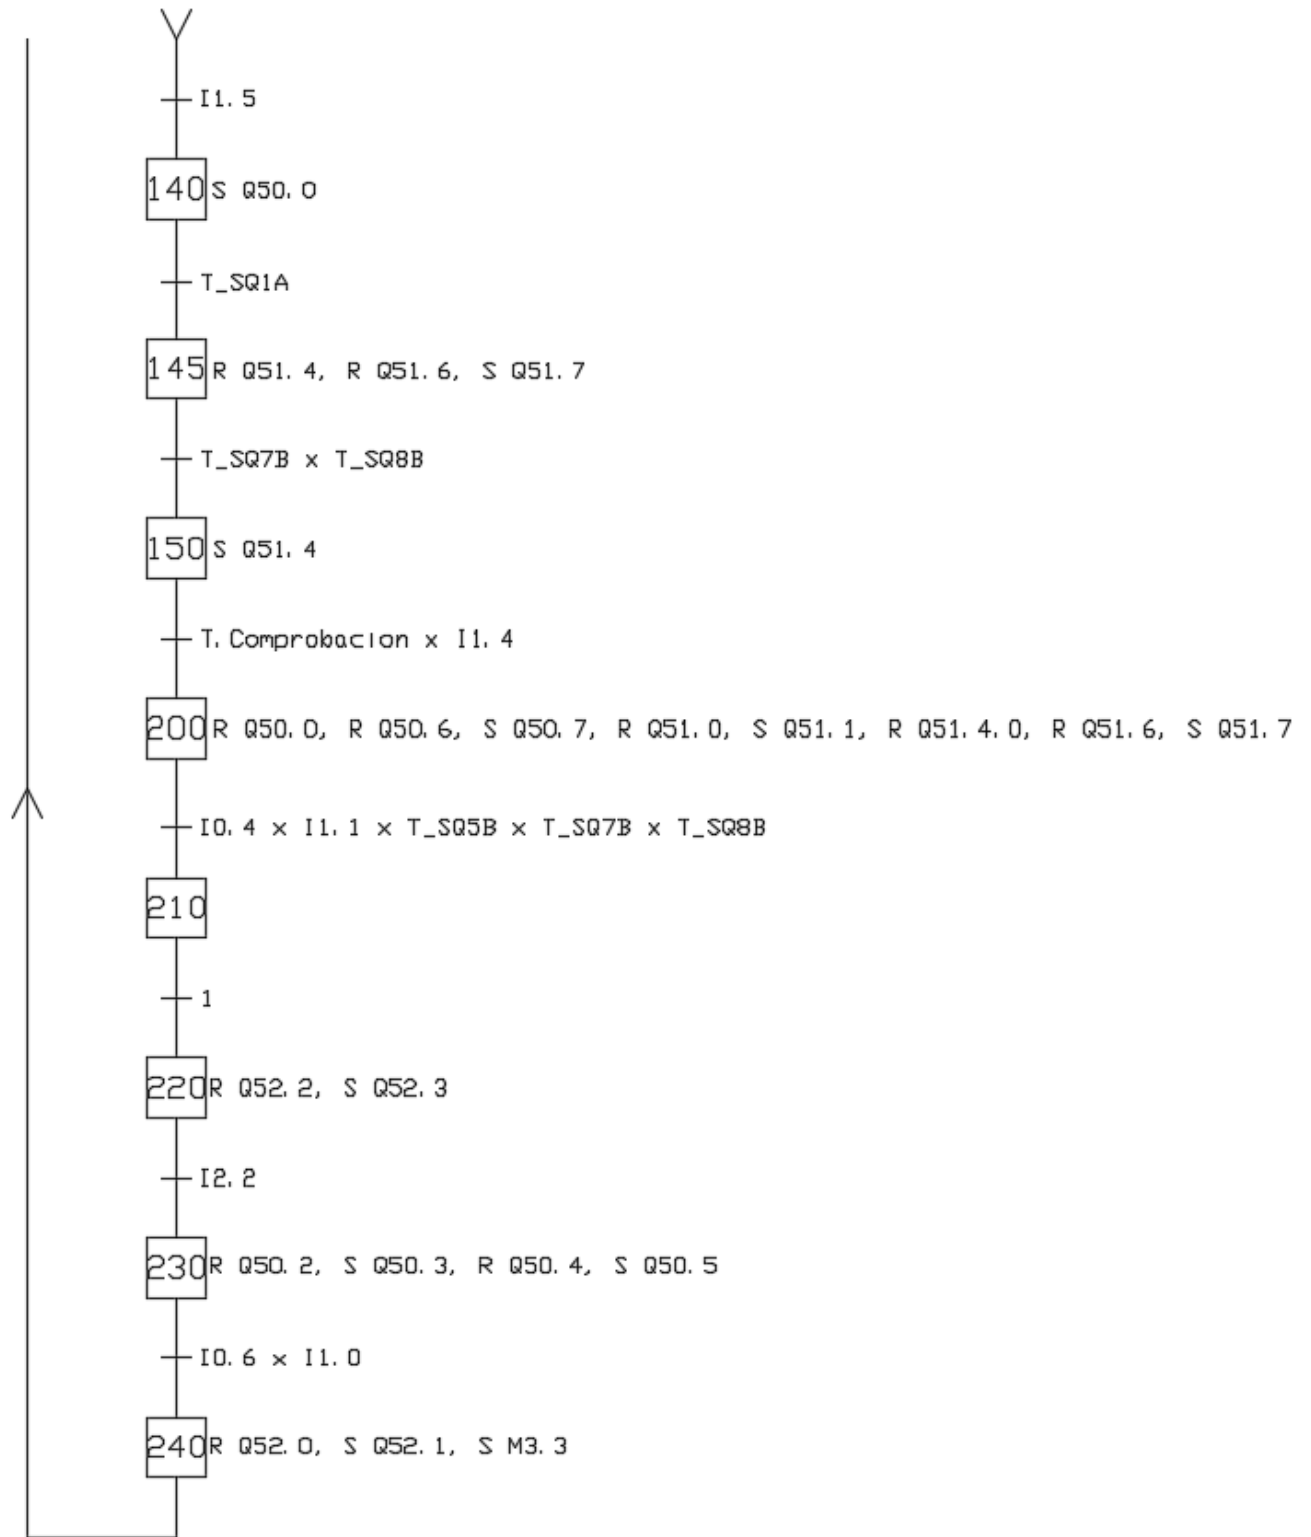 I1.5
140 S Q50.0
T_SQ1A
145 R Q51.4, R Q51.6, S Q51.7
T_SQ7B x T_SQ8B
150 S Q51.4
T.Comprobacion x I1.4
200 R Q50.0, R Q50.6, S Q50.7, R Q51.0, S Q51.1, R Q51.4.0, R Q51.6, S Q51.7
I0.4 x I1.1 x T_SQ5B x T_SQ7B x T_SQ8B
210
1
220 R Q52.2, S Q52.3
I2.2
230 R Q50.2, S Q50.3, R Q50.4, S Q50.5
I0.6 x I1.0
240 R Q52.0, S Q52.1, S M3.3